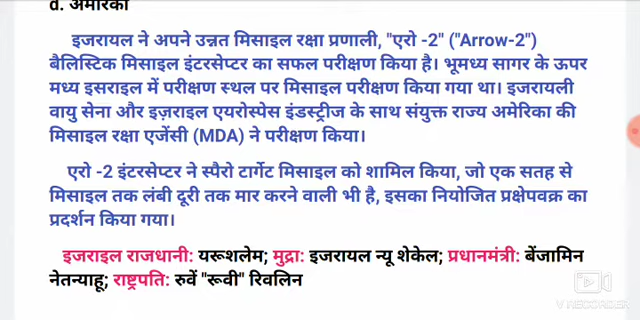 d. अमेरिका
इजरायल ने अपने उन्नत मिसाइल रक्षा प्रणाली, "एरो -2" ("Arrow-2")
बैलिस्टिक मिसाइल इंटरसेप्टर का सफल परीक्षण किया है। भूमध्य सागर के ऊपर
मध्य इसराइल में परीक्षण स्थल पर मिसाइल परीक्षण किया गया था। इजरायली
वायु सेना और इज़राइल एयरोस्पेस इंडस्ट्रीज के साथ संयुक्त राज्य अमेरिका की
मिसाइल रक्षा एजेंसी (MDA) ने परीक्षण किया।
एरो -2 इंटरसेप्टर ने स्पैरो टार्गेट मिसाइल को शामिल किया, जो एक सतह से
मिसाइल तक लंबी दूरी तक मार करने वाली भी है, इसका नियोजित प्रक्षेपवक्र का
प्रदर्शन किया गया।
इजराइल राजधानी: यरूशलेम; मुद्रा: इजरायल न्यू शेकेल; प्रधानमंत्री: बेंजामिन
नेतन्याहू; राष्ट्रपति: रुवें "रूवी" रिवलिन
V RECORDER